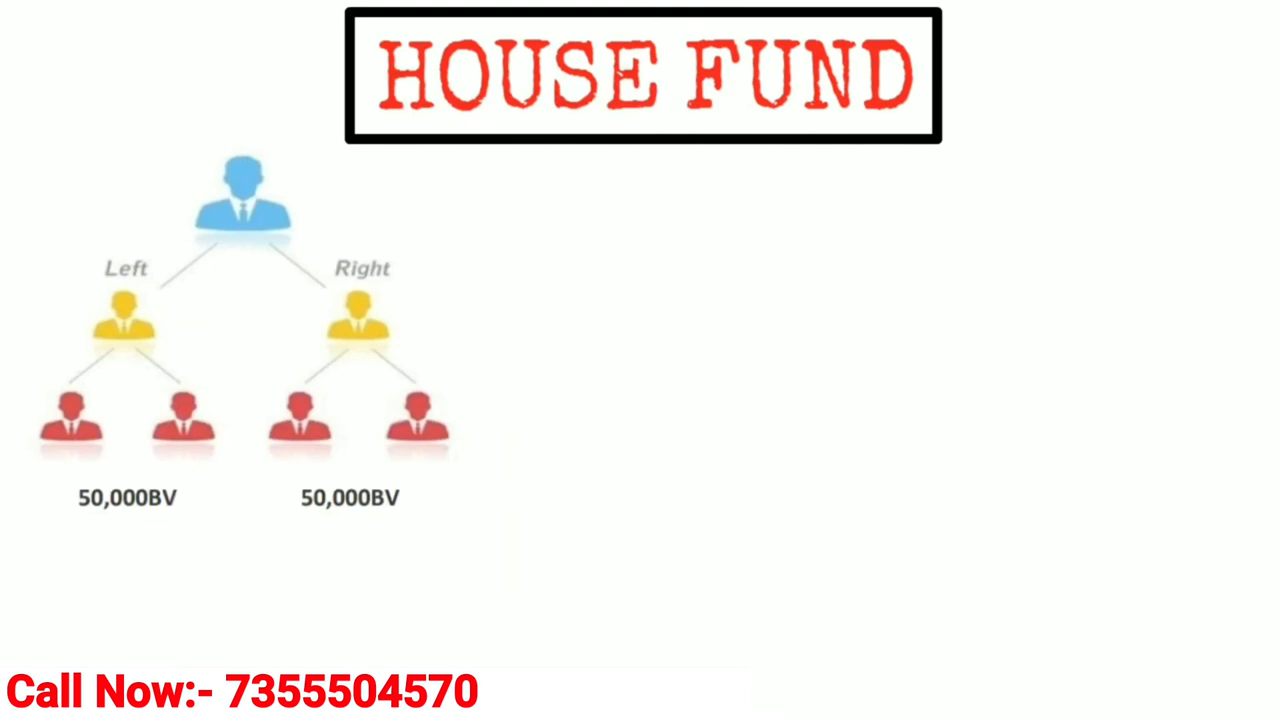 HOUSE FUND
Left
Right
50,000BV
50,000BV
Call Now:- 7355504570